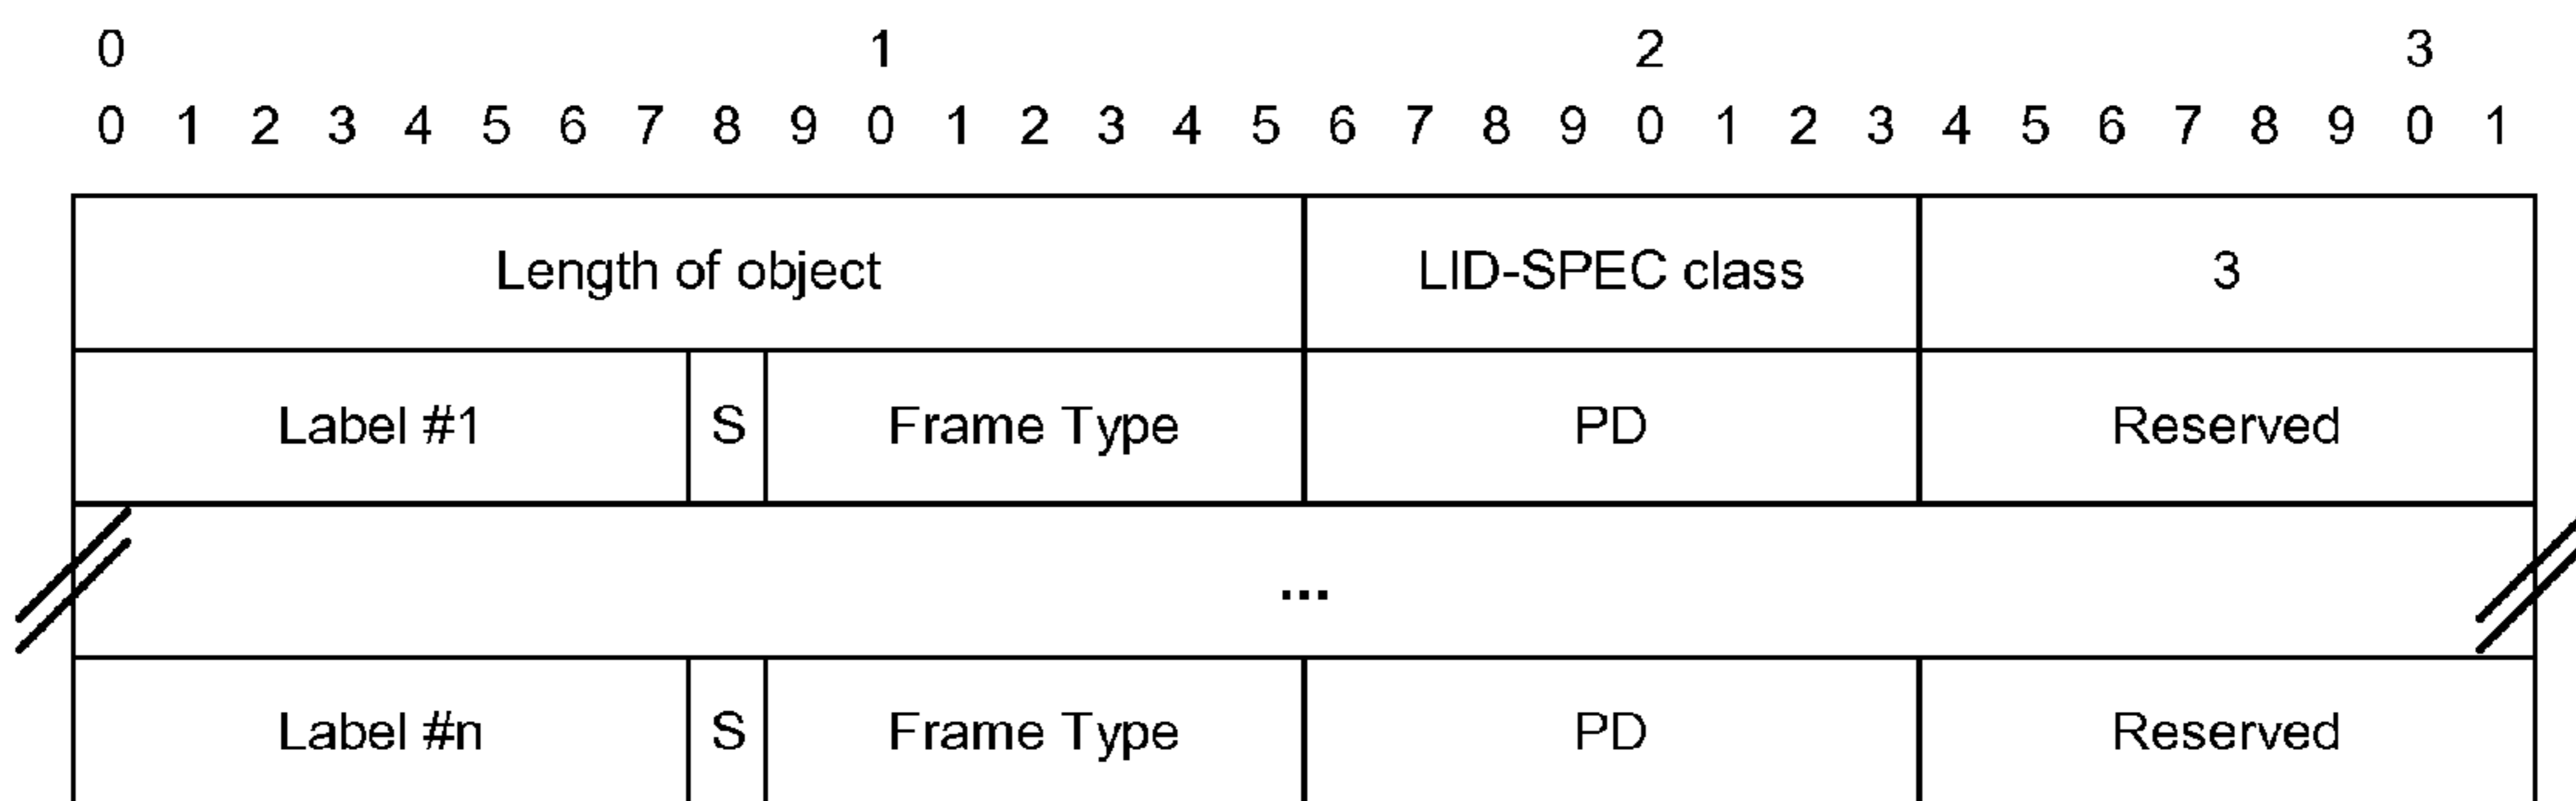 0 1 2 3
0 1 2 3 4 5 6 7 8 9 0 1 2 3 4 5 6 7 8 9 0 1 2 3 4 5 6 7 8 9 0 1
Length of object LID-SPEC class 3
Label #1 S Frame Type PD Reserved
...
Label #n S Frame Type PD Reserved